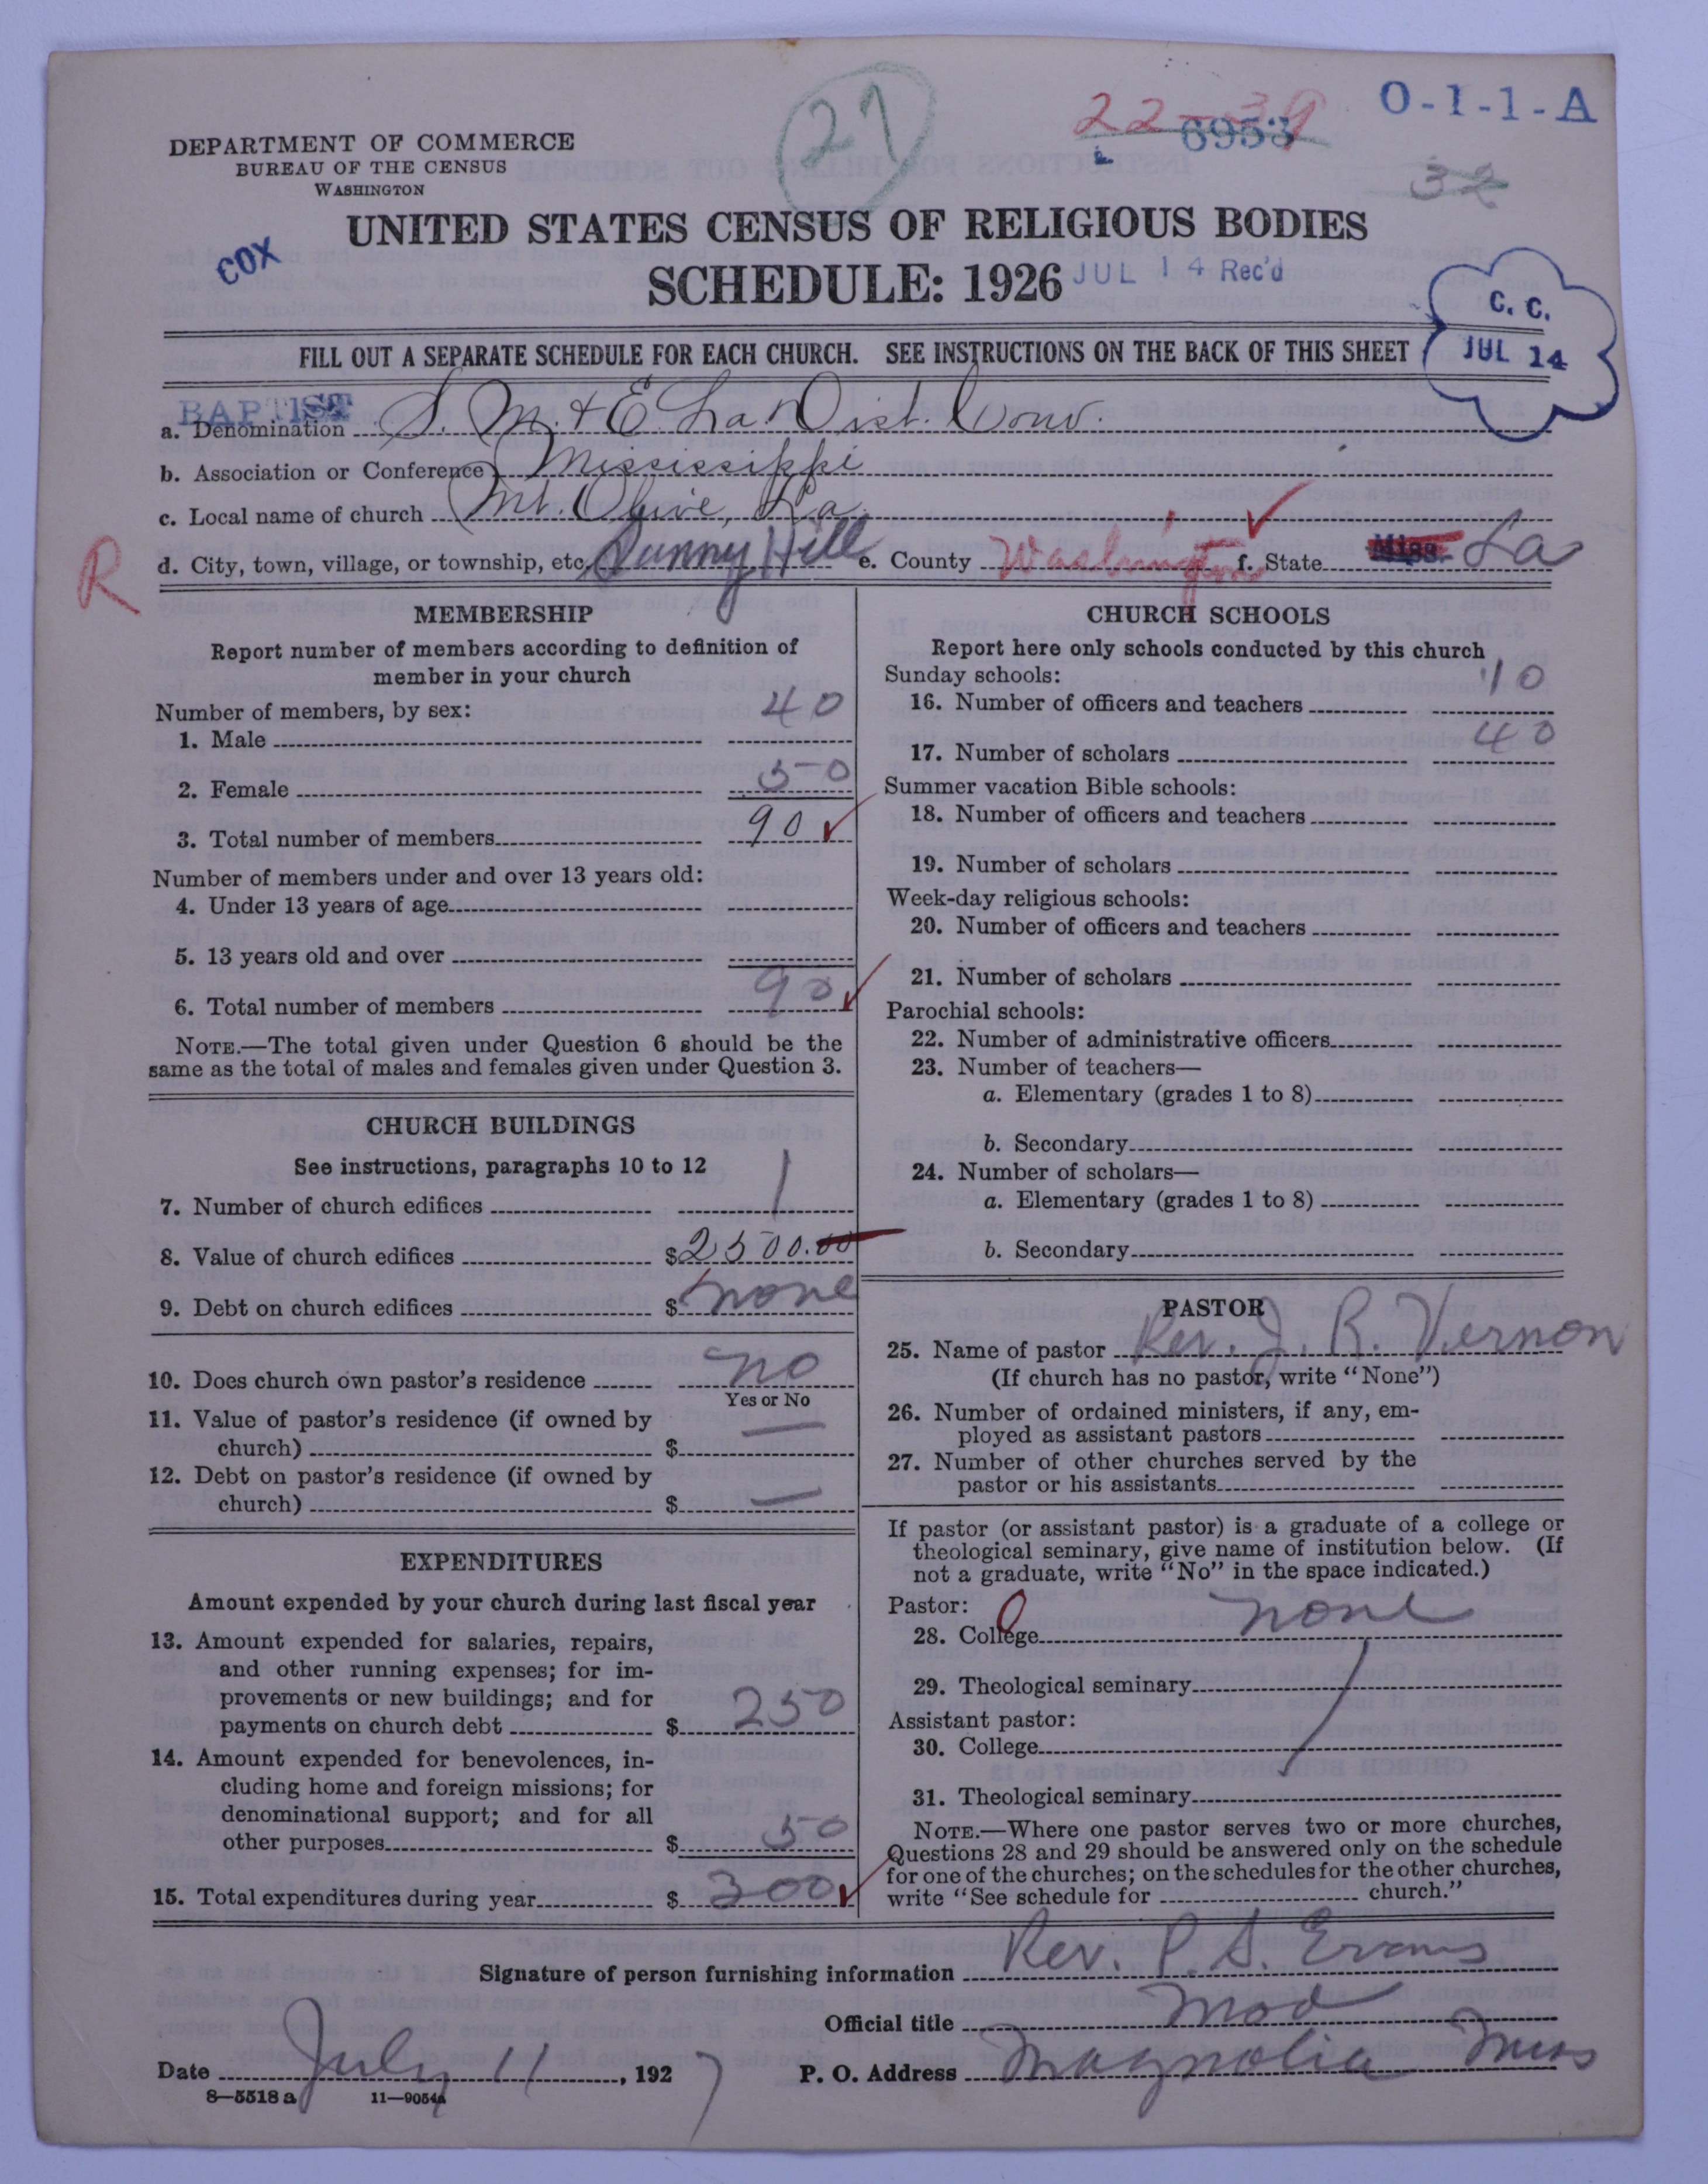 27
22-39
6953
O-1-1-A
32
DEPARTMENT OF COMMERCE
BUREAU OF THE CENSUS
WASHINGTON
UNITED STATES CENSUS OF RELIGIOUS BODIES
COX
SCHEDULE: 1926
JUL 14 Rec'd
C. C.
JUL 14
FILL OUT A SEPARATE SCHEDULE FOR EACH CHURCH. SEE INSTRUCTIONS ON THE BACK OF THIS SHEET
BAPTIST
a. Denomination S. M. & E. La. Dist. Conv.
b. Association or Conference Mississippi
c. Local name of church Mt. Olive, La.
d. City, town, village, or township, etc. Sunny Hill e. County Washington f. State Miss. La
R
MEMBERSHIP
Report number of members according to definition of
member in your church
Number of members, by sex:
1. Male 40
2. Female 50
3. Total number of members 90
Number of members under and over 13 years old:
4. Under 13 years of age
5. 13 years old and over
6. Total number of members 90
NOTE.—The total given under Question 6 should be the
same as the total of males and females given under Question 3.
CHURCH BUILDINGS
See instructions, paragraphs 10 to 12
7. Number of church edifices 1
8. Value of church edifices $2500.00
9. Debt on church edifices $ none
10. Does church own pastor's residence no
Yes or No
11. Value of pastor's residence (if owned by
church) $ —
12. Debt on pastor's residence (if owned by
church) $ —
EXPENDITURES
Amount expended by your church during last fiscal year
13. Amount expended for salaries, repairs,
and other running expenses; for im-
provements or new buildings; and for
payments on church debt $ 250
14. Amount expended for benevolences, in-
cluding home and foreign missions; for
denominational support; and for all
other purposes $ 50
15. Total expenditures during year $ 300
CHURCH SCHOOLS
Report here only schools conducted by this church
Sunday schools:
16. Number of officers and teachers 10
17. Number of scholars 40
Summer vacation Bible schools:
18. Number of officers and teachers
19. Number of scholars
Week-day religious schools:
20. Number of officers and teachers
21. Number of scholars
Parochial schools:
22. Number of administrative officers
23. Number of teachers—
a. Elementary (grades 1 to 8)
b. Secondary
24. Number of scholars—
a. Elementary (grades 1 to 8)
b. Secondary
PASTOR
25. Name of pastor Rev. J. R. Vernon
(If church has no pastor, write "None")
26. Number of ordained ministers, if any, em-
ployed as assistant pastors
27. Number of other churches served by the
pastor or his assistants
If pastor (or assistant pastor) is a graduate of a college or
theological seminary, give name of institution below. (If
not a graduate, write "No" in the space indicated.)
Pastor: 0
28. College none
29. Theological seminary
Assistant pastor:
30. College
31. Theological seminary
NOTE.—Where one pastor serves two or more churches,
Questions 28 and 29 should be answered only on the schedule
for one of the churches; on the schedules for the other churches,
write "See schedule for church."
Signature of person furnishing information Rev. P. S. Evans
Official title Mod
Date July 11, 1927 P. O. Address Magnolia Miss
8—5518 a 11—9054a